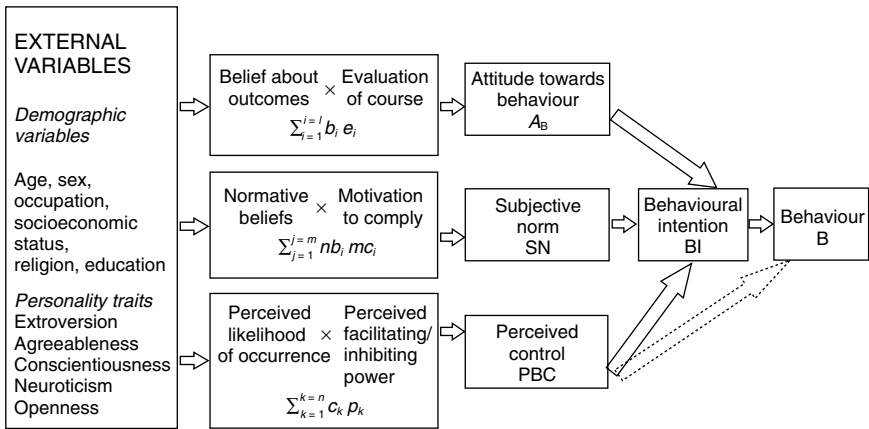 EXTERNAL
VARIABLES
Demographic
variables
Age, sex,
occupation,
socioeconomic
status,
religion, education
Personality traits
Extroversion
Agreeableness
Conscientiousness
Neuroticism
Openness
Belief about × Evaluation
outcomes of course
∑_{i=1}^{i=l} b_i e_i
Normative × Motivation
beliefs to comply
∑_{j=1}^{j=m} nb_i mc_i
Perceived Perceived
likelihood × facilitating/
of occurrence inhibiting
power
∑_{k=1}^{k=n} c_k p_k
Attitude towards
behaviour
A_B
Subjective
norm
SN
Perceived
control
PBC
Behavioural
intention
BI
Behaviour
B